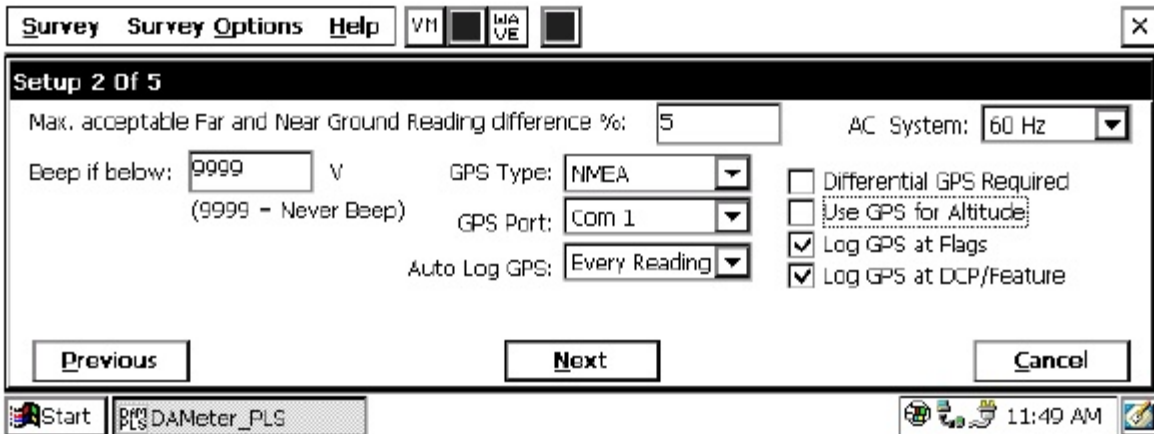 Survey Survey Options Help VM WAVE
Setup 2 Of 5
Max. acceptable Far and Near Ground Reading difference %: 5 AC System: 60 Hz
Beep if below: 9999 V GPS Type: NMEA Differential GPS Required
(9999 = Never Beep) GPS Port: Com 1 Use GPS for Altitude
Log GPS at Flags
Auto Log GPS: Every Reading Log GPS at DCP/Feature
Previous Next Cancel
Start DAMeter_PLS 11:49 AM